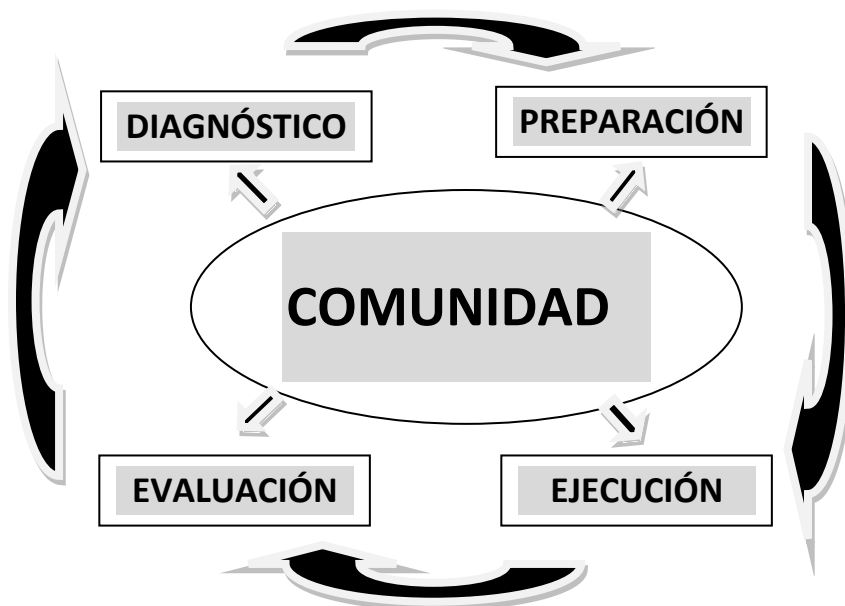 DIAGNÓSTICO
PREPARACIÓN
COMUNIDAD
EVALUACIÓN
EJECUCIÓN